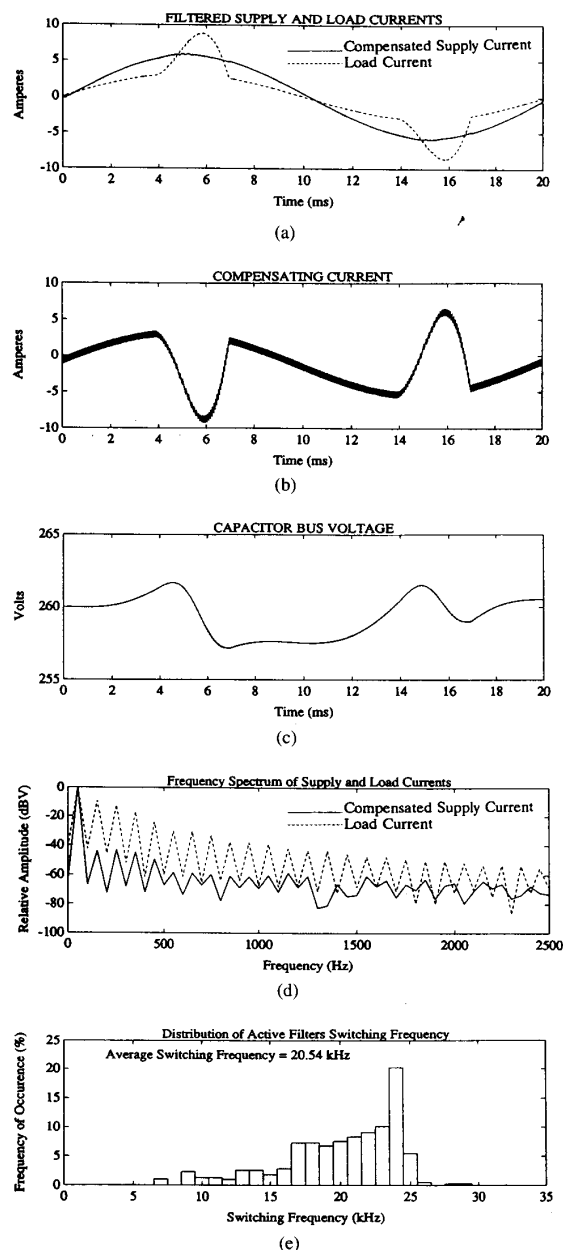 FILTERED SUPPLY AND LOAD CURRENTS
10
5
0
-5
-10
Amperes
Compensated Supply Current
Load Current
0 2 4 6 8 10 12 14 16 18 20
Time (ms)
(a)
COMPENSATING CURRENT
10
5
0
-5
-10
Amperes
0 2 4 6 8 10 12 14 16 18 20
Time (ms)
(b)
CAPACITOR BUS VOLTAGE
265
260
255
Volts
0 2 4 6 8 10 12 14 16 18 20
Time (ms)
(c)
Frequency Spectrum of Supply and Load Currents
0
-20
-40
-60
-80
-100
Relative Amplitude (dBV)
Compensated Supply Current
Load Current
0 500 1000 1500 2000 2500
Frequency (Hz)
(d)
Distribution of Active Filters Switching Frequency
25
20
15
10
5
0
Frequency of Occurence (%)
Average Switching Frequency = 20.54 kHz
0 5 10 15 20 25 30 35
Switching Frequency (kHz)
(e)